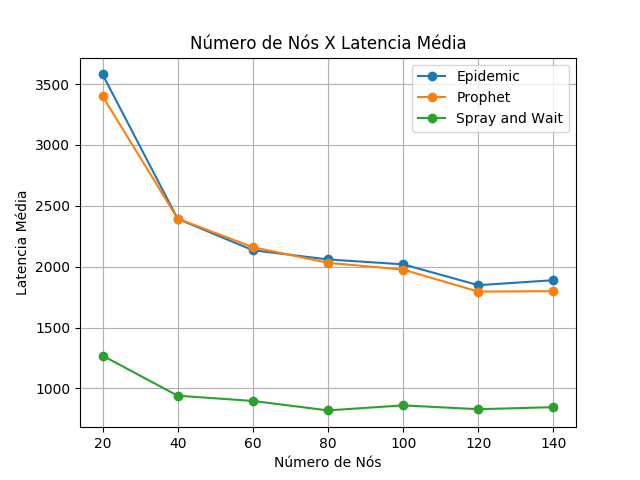 Número de Nós X Latencia Média
Epidemic
Prophet
Spray and Wait
3500
3000
2500
2000
1500
1000
Latencia Média
20 40 60 80 100 120 140
Número de Nós